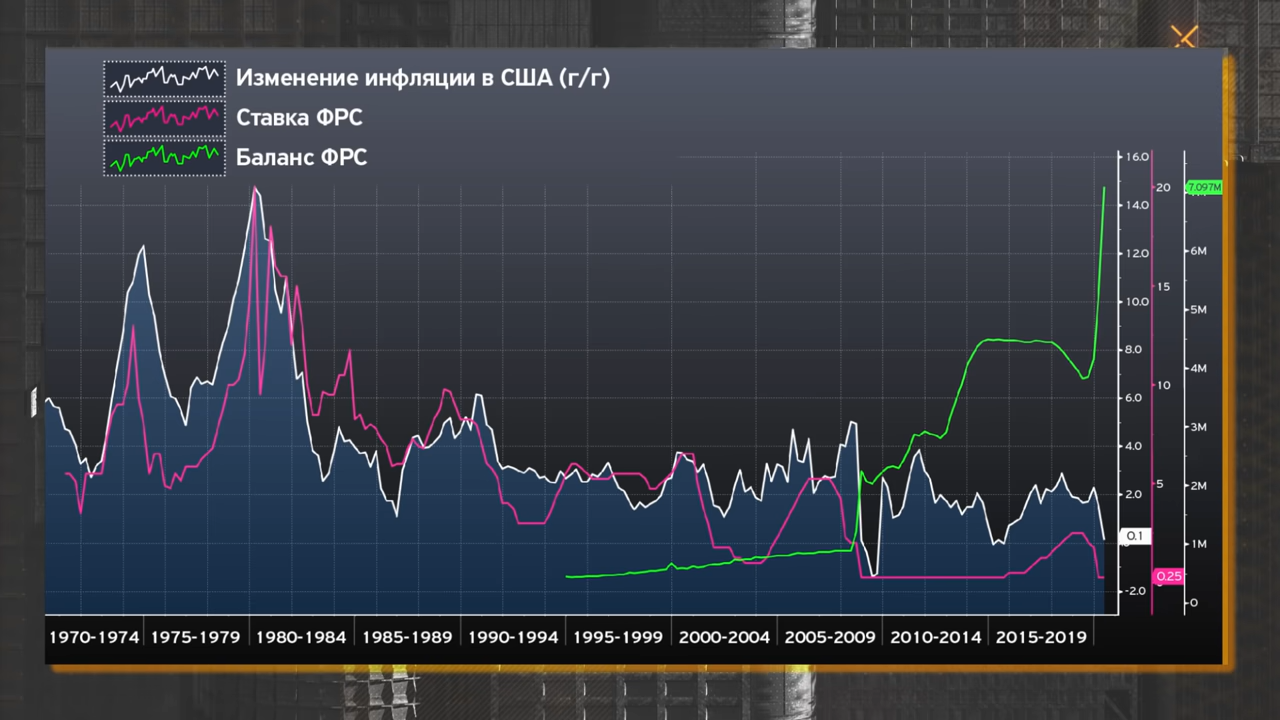 Изменение инфляции в США (г/г)
Ставка ФРС
Баланс ФРС
16.0
14.0
12.0
10.0
8.0
6.0
4.0
2.0
0.1
-2.0
20
15
10
5
0.25
7.097M
6M
5M
4M
3M
2M
1M
0
1970-1974 1975-1979 1980-1984 1985-1989 1990-1994 1995-1999 2000-2004 2005-2009 2010-2014 2015-2019